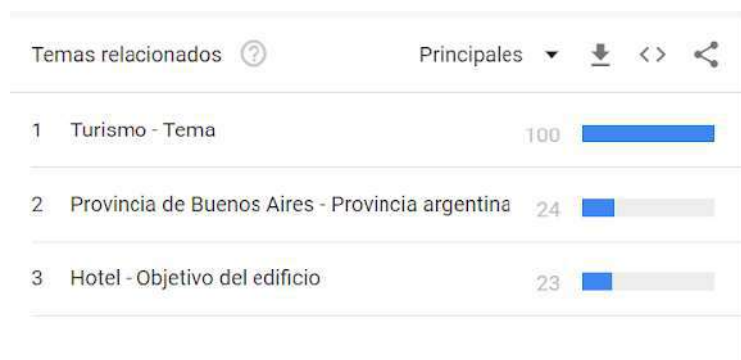 Temas relacionados ? Principales
1 Turismo - Tema 100
2 Provincia de Buenos Aires - Provincia argentina 24
3 Hotel - Objetivo del edificio 23